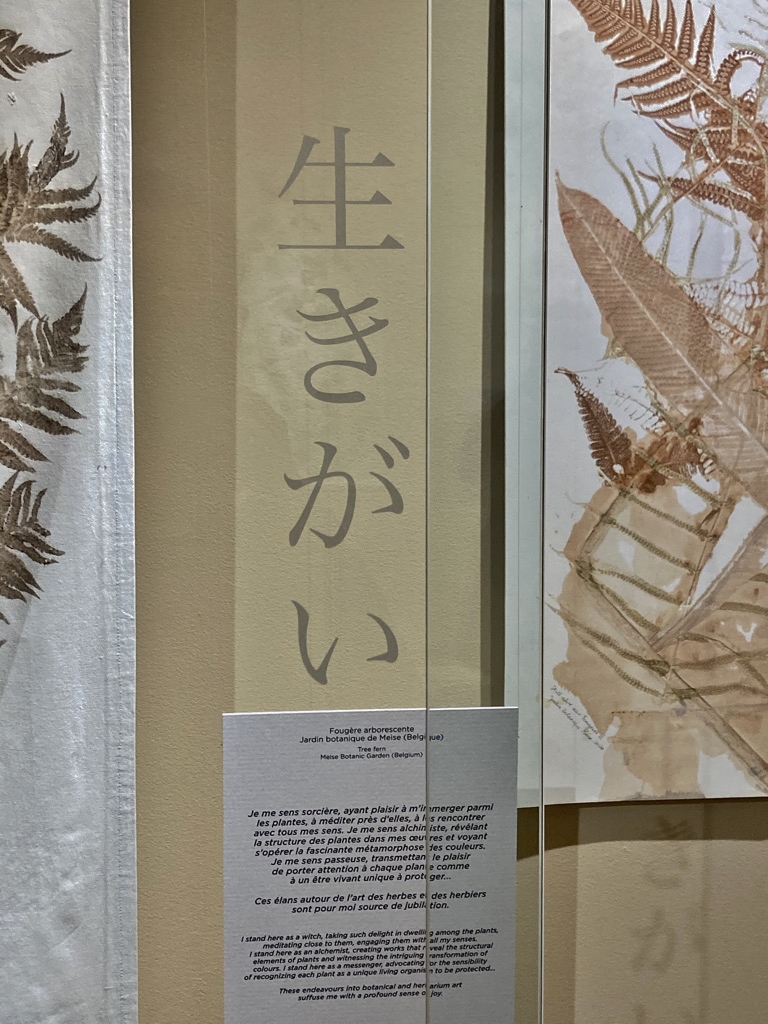 生きがい
Fougère arborescente
Jardin botanique de Meise (Belgique)
Tree fern
Meise Botanic Garden (Belgium)
Je me sens sorcière, ayant plaisir à m'immerger parmi
les plantes, à méditer près d'elles, à les rencontrer
avec tous mes sens. Je me sens alchimiste, révélant
la structure des plantes dans mes œuvres et voyant
s'opérer la fascinante métamorphose des couleurs.
Je me sens passeuse, transmettant le plaisir
de porter attention à chaque plante comme
à un être vivant unique à protéger...
Ces élans autour de l'art des herbes et des herbiers
sont pour moi source de jubilation.
I stand here as a witch, taking such delight in dwelling among the plants,
meditating close to them, engaging them with all my senses.
I stand here as an alchemist, creating works that reveal the structural
elements of plants and witnessing the intriguing transformation of
colours. I stand here as a messenger, advocating for the sensibility
of recognizing each plant as a unique living organism to be protected...
These endeavours into botanical and herbarium art
suffuse me with a profound sense of joy.